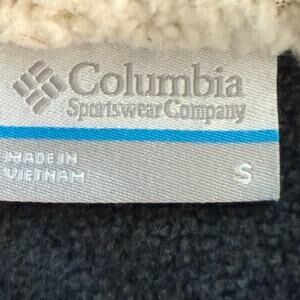 Columbia
Sportswear Company
MADE IN
VIETNAM
S